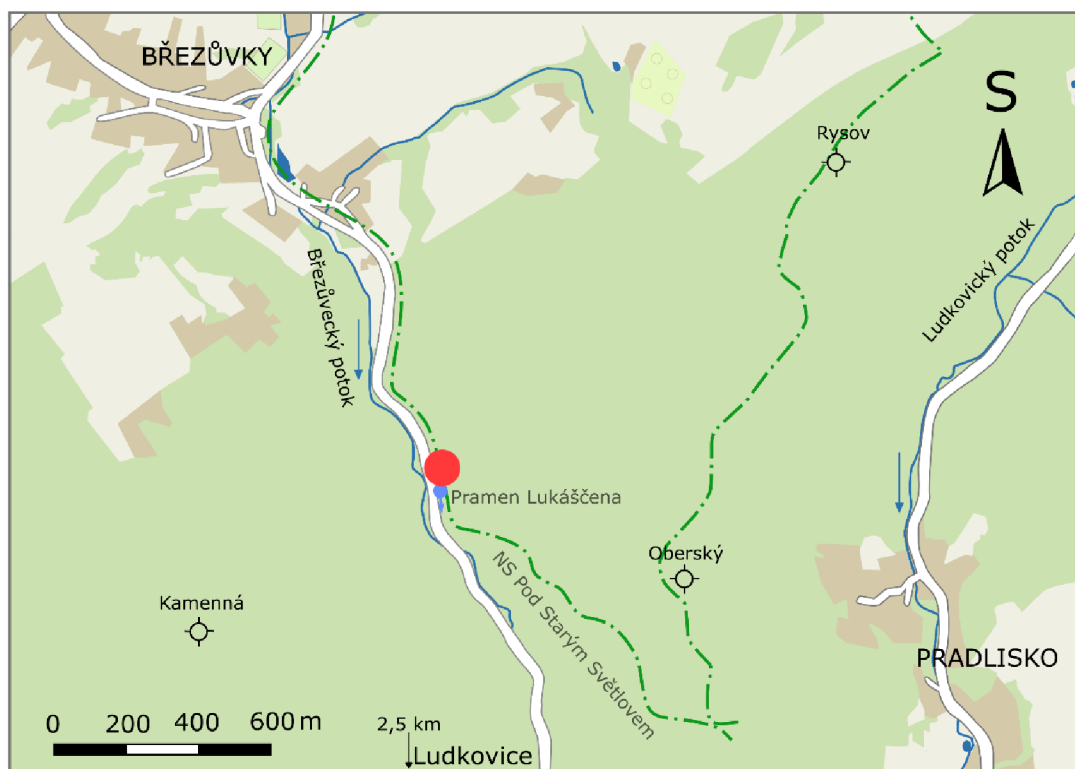 BŘEZŮVKY
S
Rysov
Ludkovický potok
Březůvecký potok
Pramen Lukáščena
Oberský
NS Pod Starým Světlovem
Kamenná
PRADLISKO
0 200 400 600 m
2,5 km
Ludkovice